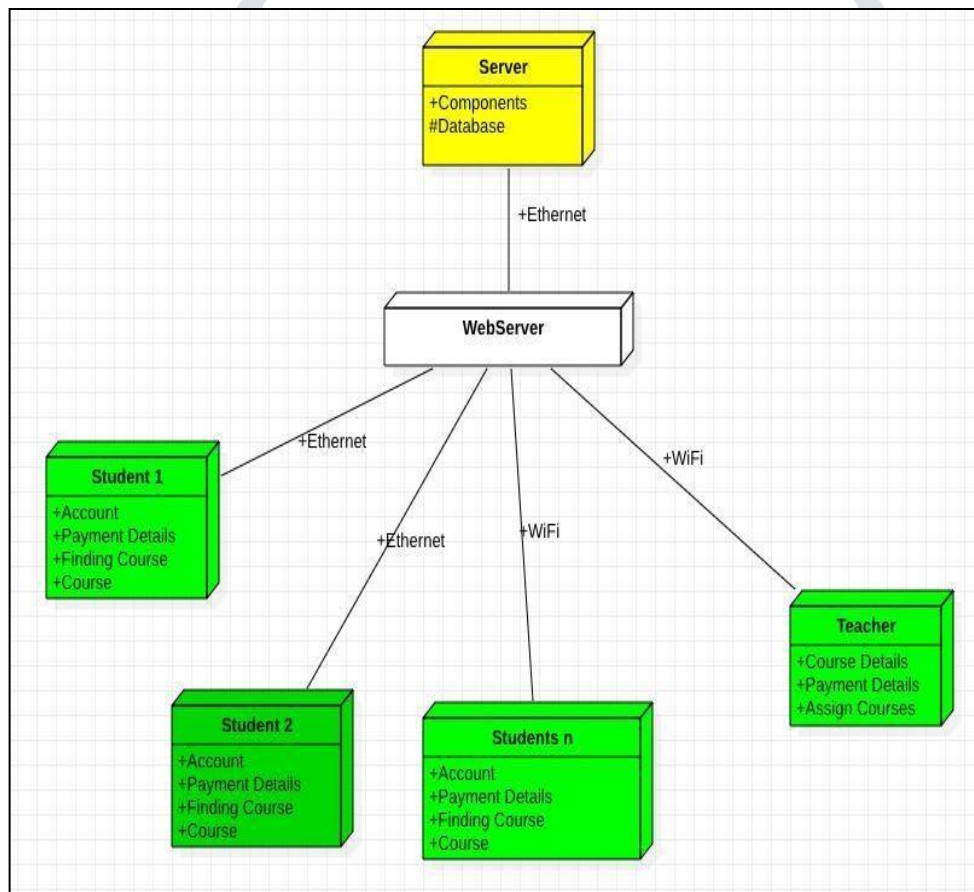 Server
+Components
#Database
+Ethernet
WebServer
+Ethernet
+WiFi
Student 1
+Account
+Payment Details
+Finding Course
+Course
+Ethernet
+WiFi
Teacher
+Course Details
+Payment Details
+Assign Courses
Student 2
+Account
+Payment Details
+Finding Course
+Course
Students n
+Account
+Payment Details
+Finding Course
+Course